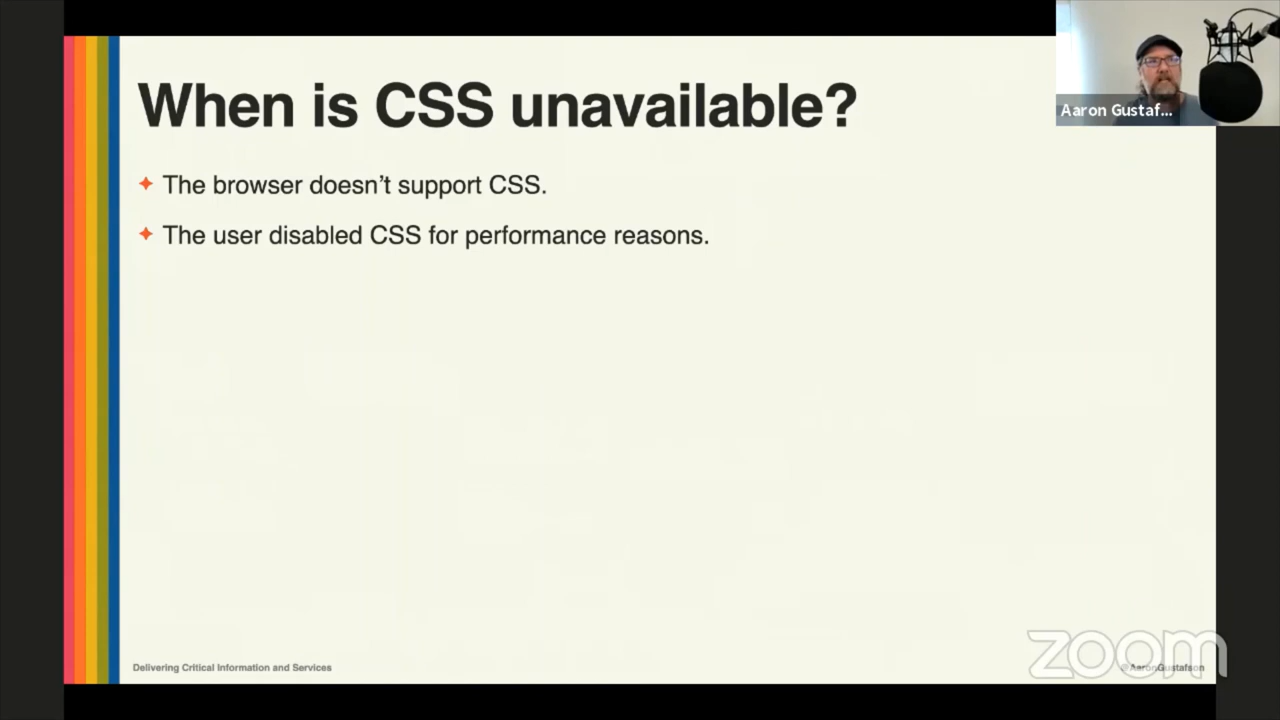 When is CSS unavailable?
Aaron Gustaf...
✦ The browser doesn’t support CSS.
✦ The user disabled CSS for performance reasons.
Delivering Critical Information and Services
zoom
@AaronGustafson